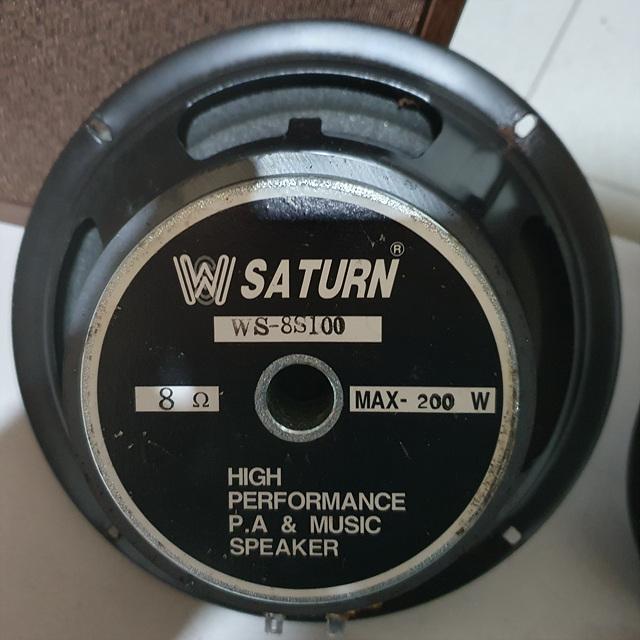 W SATURN ®
WS-8S100
8 Ω
MAX- 200 W
HIGH
PERFORMANCE
P.A & MUSIC
SPEAKER